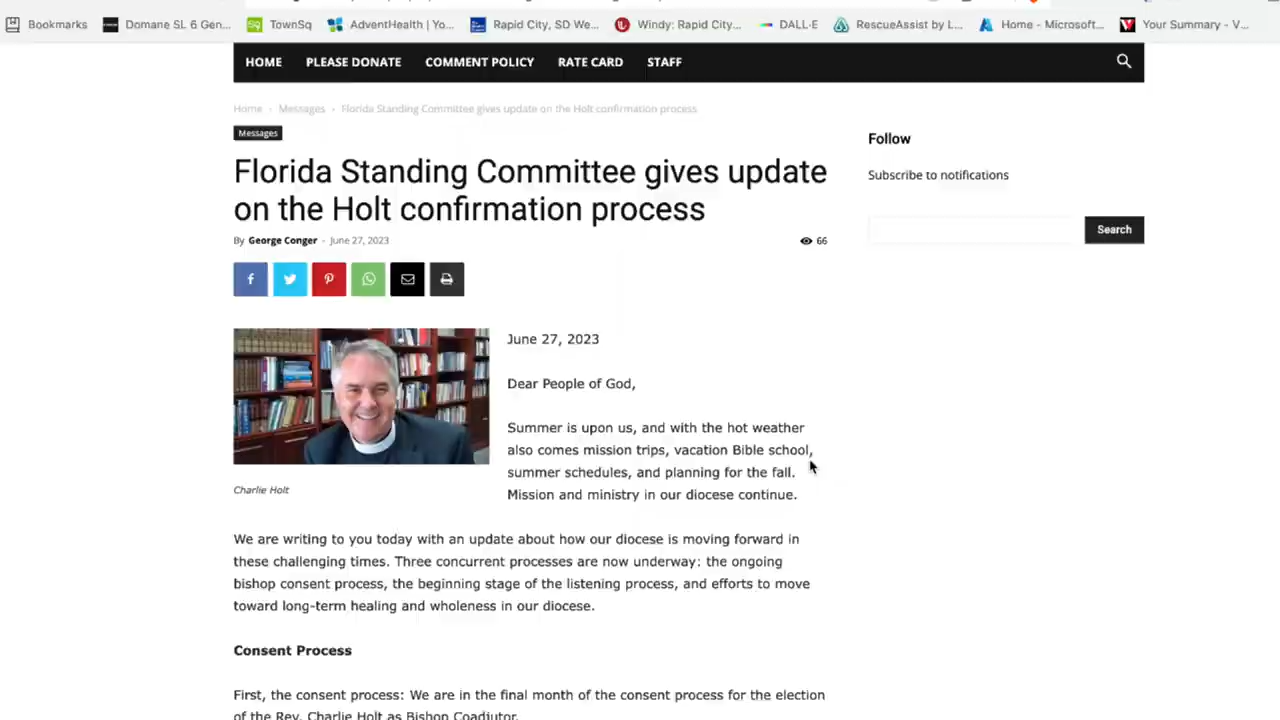 Bookmarks Domane SL 6 & Gen... TownSq AdventHealth | Yo... Rapid City, SD We... Windy: Rapid City... DALL·E RescueAssist by L... Home - Microsoft... Your Summary - V...
HOME PLEASE DONATE COMMENT POLICY RATE CARD STAFF
Home › Messages › Florida Standing Committee gives update on the Holt confirmation process
Messages
Florida Standing Committee gives update
on the Holt confirmation process
By George Conger - June 27, 2023
66
Follow
Subscribe to notifications
Search
June 27, 2023
Dear People of God,
Summer is upon us, and with the hot weather
also comes mission trips, vacation Bible school,
summer schedules, and planning for the fall.
Mission and ministry in our diocese continue.
Charlie Holt
We are writing to you today with an update about how our diocese is moving forward in
these challenging times. Three concurrent processes are now underway: the ongoing
bishop consent process, the beginning stage of the listening process, and efforts to move
toward long-term healing and wholeness in our diocese.
Consent Process
First, the consent process: We are in the final month of the consent process for the election
of the Rev. Charlie Holt as Bishop Coadjutor.